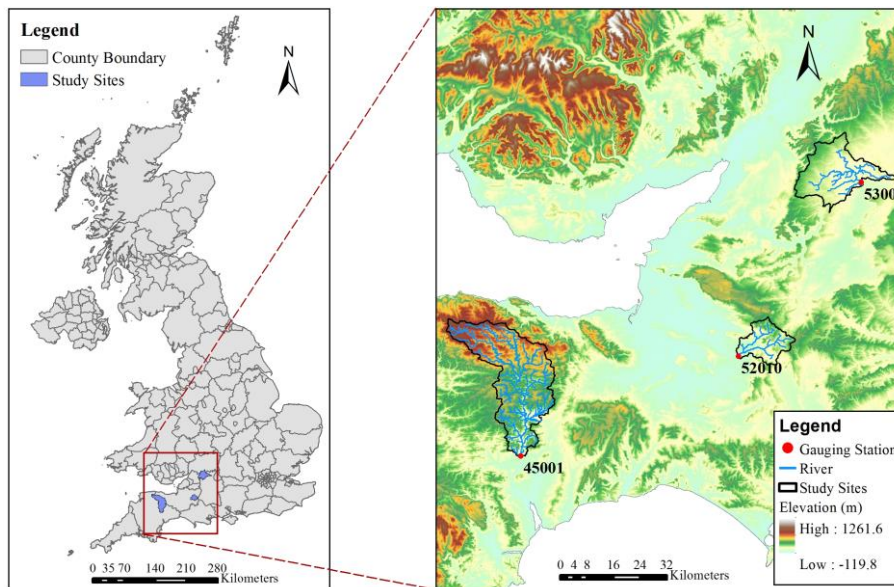 Legend
County Boundary
Study Sites
N
0 35 70 140 210 280
Kilometers
N
5300
52010
45001
Legend
Gauging Station
River
Study Sites
Elevation (m)
High : 1261.6
Low : -119.8
0 4 8 16 24 32
Kilometers